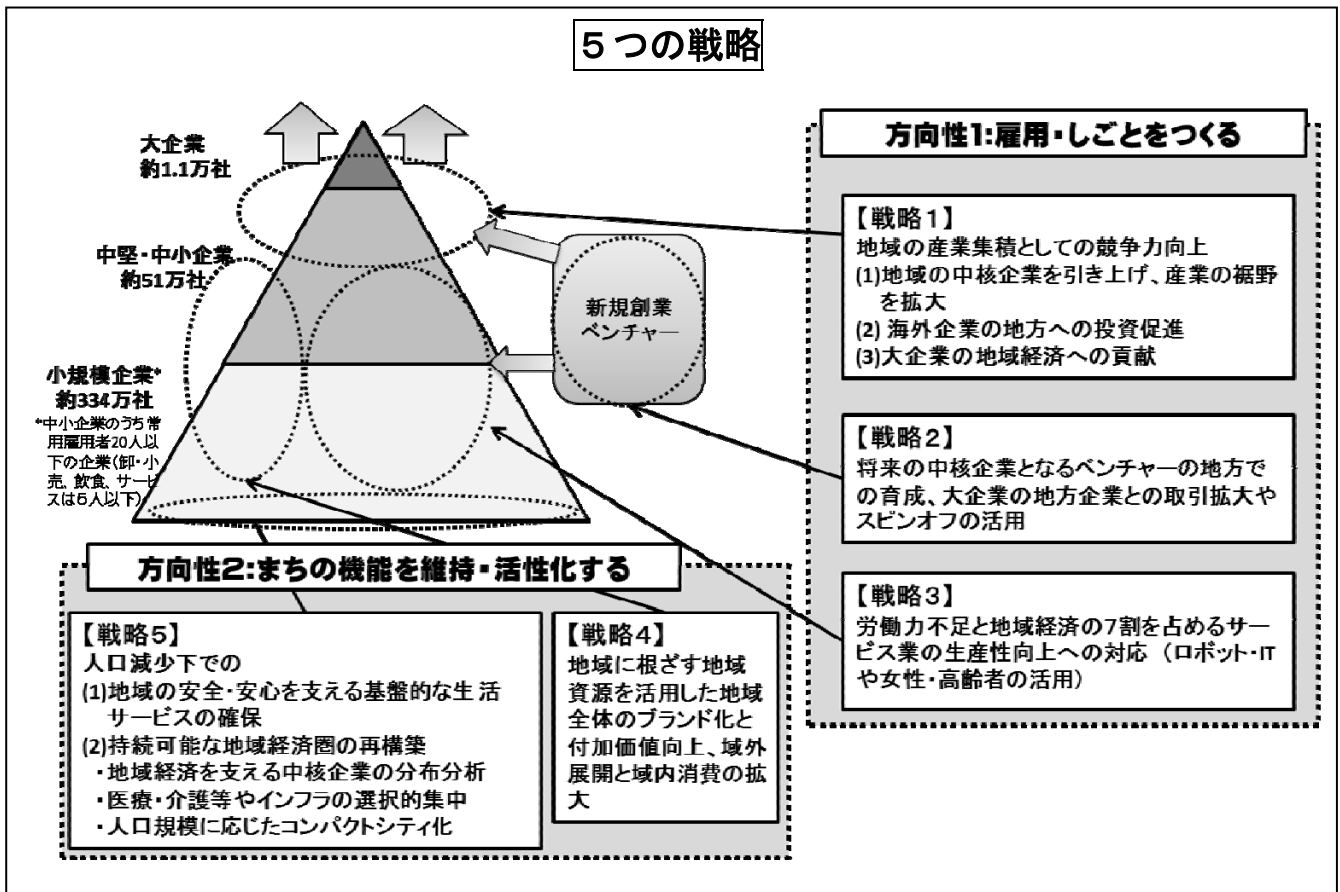 5つの戦略
大企業
約1.1万社
中堅・中小企業
約51万社
小規模企業*
約334万社
*中小企業のうち常
用雇用者20人以
下の企業(卸・小
売、飲食、サービ
スは5人以下)
新規創業
ベンチャー
方向性1:雇用・しごとをつくる
【戦略1】
地域の産業集積としての競争力向上
(1)地域の中核企業を引き上げ、産業の裾野
を拡大
(2) 海外企業の地方への投資促進
(3)大企業の地域経済への貢献
【戦略2】
将来の中核企業となるベンチャーの地方で
の育成、大企業の地方企業との取引拡大や
スピンオフの活用
【戦略3】
労働力不足と地域経済の7割を占めるサー
ビス業の生産性向上への対応 (ロボット・IT
や女性・高齢者の活用)
方向性2:まちの機能を維持・活性化する
【戦略5】
人口減少下での
(1)地域の安全・安心を支える基盤的な生活
サービスの確保
(2)持続可能な地域経済圏の再構築
・地域経済を支える中核企業の分布分析
・医療・介護等やインフラの選択的集中
・人口規模に応じたコンパクトシティ化
【戦略4】
地域に根ざす地域
資源を活用した地域
全体のブランド化と
付加価値向上、域外
展開と域内消費の拡
大